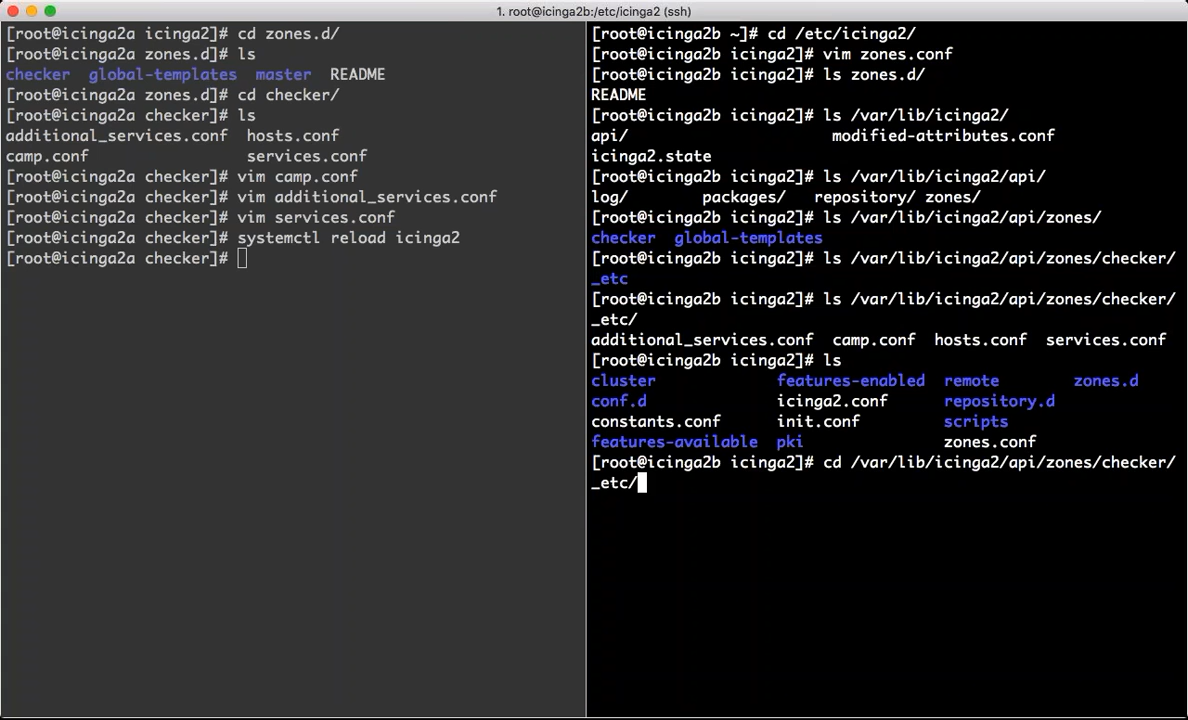 1. root@icinga2b:/etc/icinga2 (ssh)
[root@icinga2a icinga2]# cd zones.d/
[root@icinga2a zones.d]# ls
checker  global-templates  master  README
[root@icinga2a zones.d]# cd checker/
[root@icinga2a checker]# ls
additional_services.conf  hosts.conf
camp.conf                 services.conf
[root@icinga2a checker]# vim camp.conf
[root@icinga2a checker]# vim additional_services.conf
[root@icinga2a checker]# vim services.conf
[root@icinga2a checker]# systemctl reload icinga2
[root@icinga2a checker]#
[root@icinga2b ~]# cd /etc/icinga2/
[root@icinga2b icinga2]# vim zones.conf
[root@icinga2b icinga2]# ls zones.d/
README
[root@icinga2b icinga2]# ls /var/lib/icinga2/
api/                      modified-attributes.conf
icinga2.state
[root@icinga2b icinga2]# ls /var/lib/icinga2/api/
log/        packages/   repository/ zones/
[root@icinga2b icinga2]# ls /var/lib/icinga2/api/zones/
checker  global-templates
[root@icinga2b icinga2]# ls /var/lib/icinga2/api/zones/checker/
_etc
[root@icinga2b icinga2]# ls /var/lib/icinga2/api/zones/checker/
_etc/
additional_services.conf  camp.conf  hosts.conf  services.conf
[root@icinga2b icinga2]# ls
cluster             features-enabled  remote        zones.d
conf.d              icinga2.conf      repository.d
constants.conf      init.conf         scripts
features-available  pki               zones.conf
[root@icinga2b icinga2]# cd /var/lib/icinga2/api/zones/checker/
_etc/